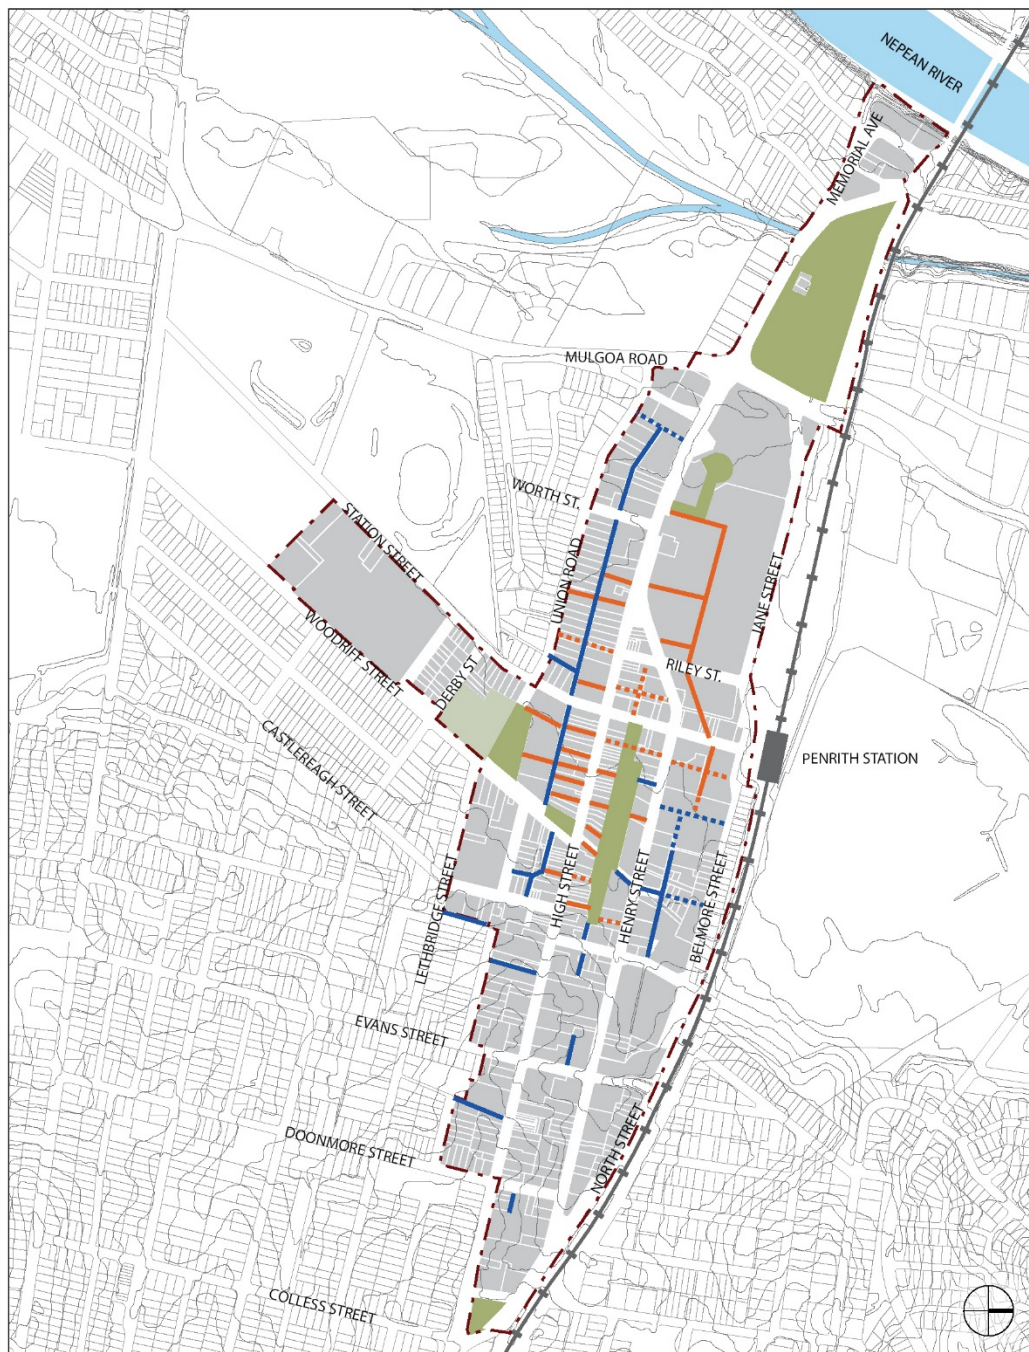 NEPEAN RIVER
MEMORIAL AVE
MULGOA ROAD
WORTH ST.
STATION STREET
UNION ROAD
JANE STREET
WOODRIFF STREET
DERBY ST
RILEY ST.
CASTLEREAGH STREET
PENRITH STATION
LETHBRIDGE STREET
HIGH STREET
HENRY STREET
BELMORE STREET
EVANS STREET
DOONMORE STREET
NORTH STREET
COLLESS STREET